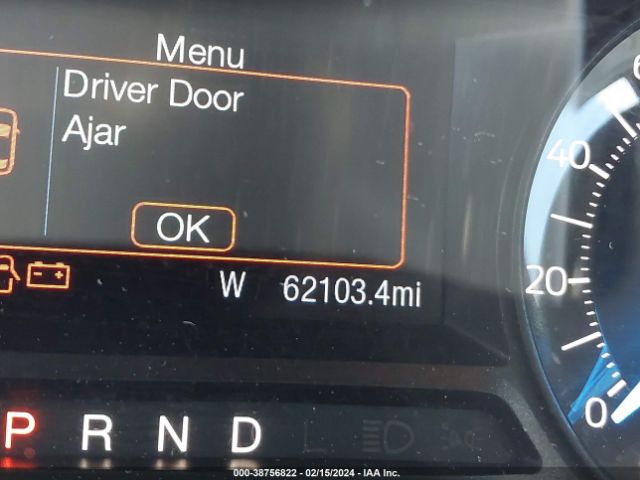 Menu
Driver Door
Ajar
OK
W 62103.4mi
40
20
0
P R N D L
000-38756822 - 02/15/2024 - IAA Inc.